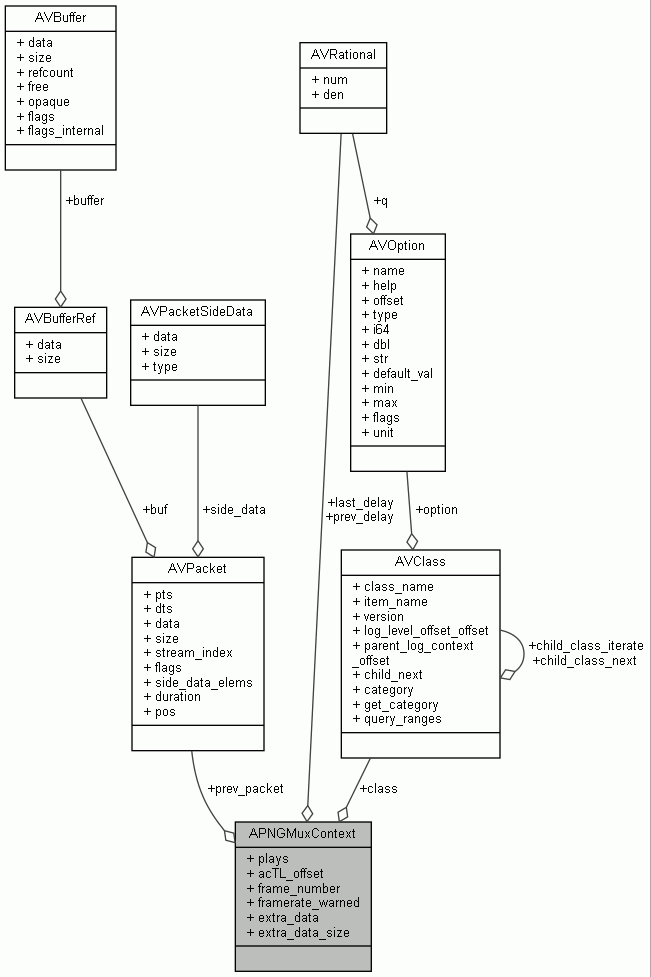 AVBuffer
+ data
+ size
+ refcount
+ free
+ opaque
+ flags
+ flags_internal
+buffer
AVRational
+ num
+ den
+q
AVOption
+ name
+ help
+ offset
+ type
+ i64
+ dbl
+ str
+ default_val
+ min
+ max
+ flags
+ unit
AVBufferRef
+ data
+ size
AVPacketSideData
+ data
+ size
+ type
+buf
+side_data
+last_delay
+prev_delay
+option
AVPacket
+ pts
+ dts
+ data
+ size
+ stream_index
+ flags
+ side_data_elems
+ duration
+ pos
AVClass
+ class_name
+ item_name
+ version
+ log_level_offset_offset
+ parent_log_context
_offset
+ child_next
+ category
+ get_category
+ query_ranges
+child_class_iterate
+child_class_next
+prev_packet
+class
APNGMuxContext
+ plays
+ acTL_offset
+ frame_number
+ framerate_warned
+ extra_data
+ extra_data_size